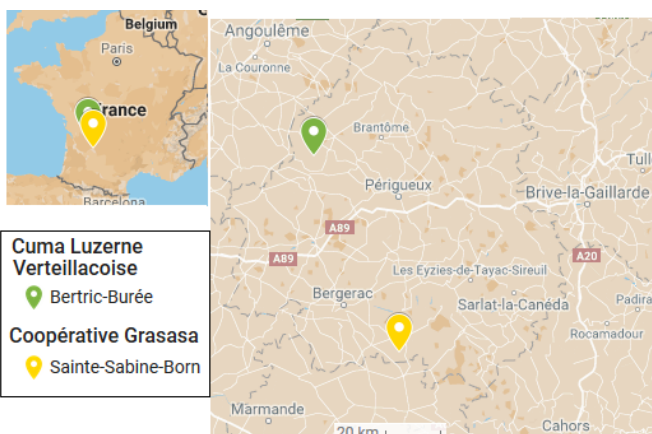 Belgium
Paris
France
Barcelona
Cuma Luzerne
Verteillacoise
Bertric-Burée
Coopérative Grasasa
Sainte-Sabine-Born
Angoulême
La Couronne
Brantôme
Périgueux
Brive-la-Gaillarde
A89
A89
A20
Les Eyzies-de-Tayac-Sireuil
Bergerac
Sarlat-la-Canéda
Padira
Rocamadour
Marmande
20 km
Cahors